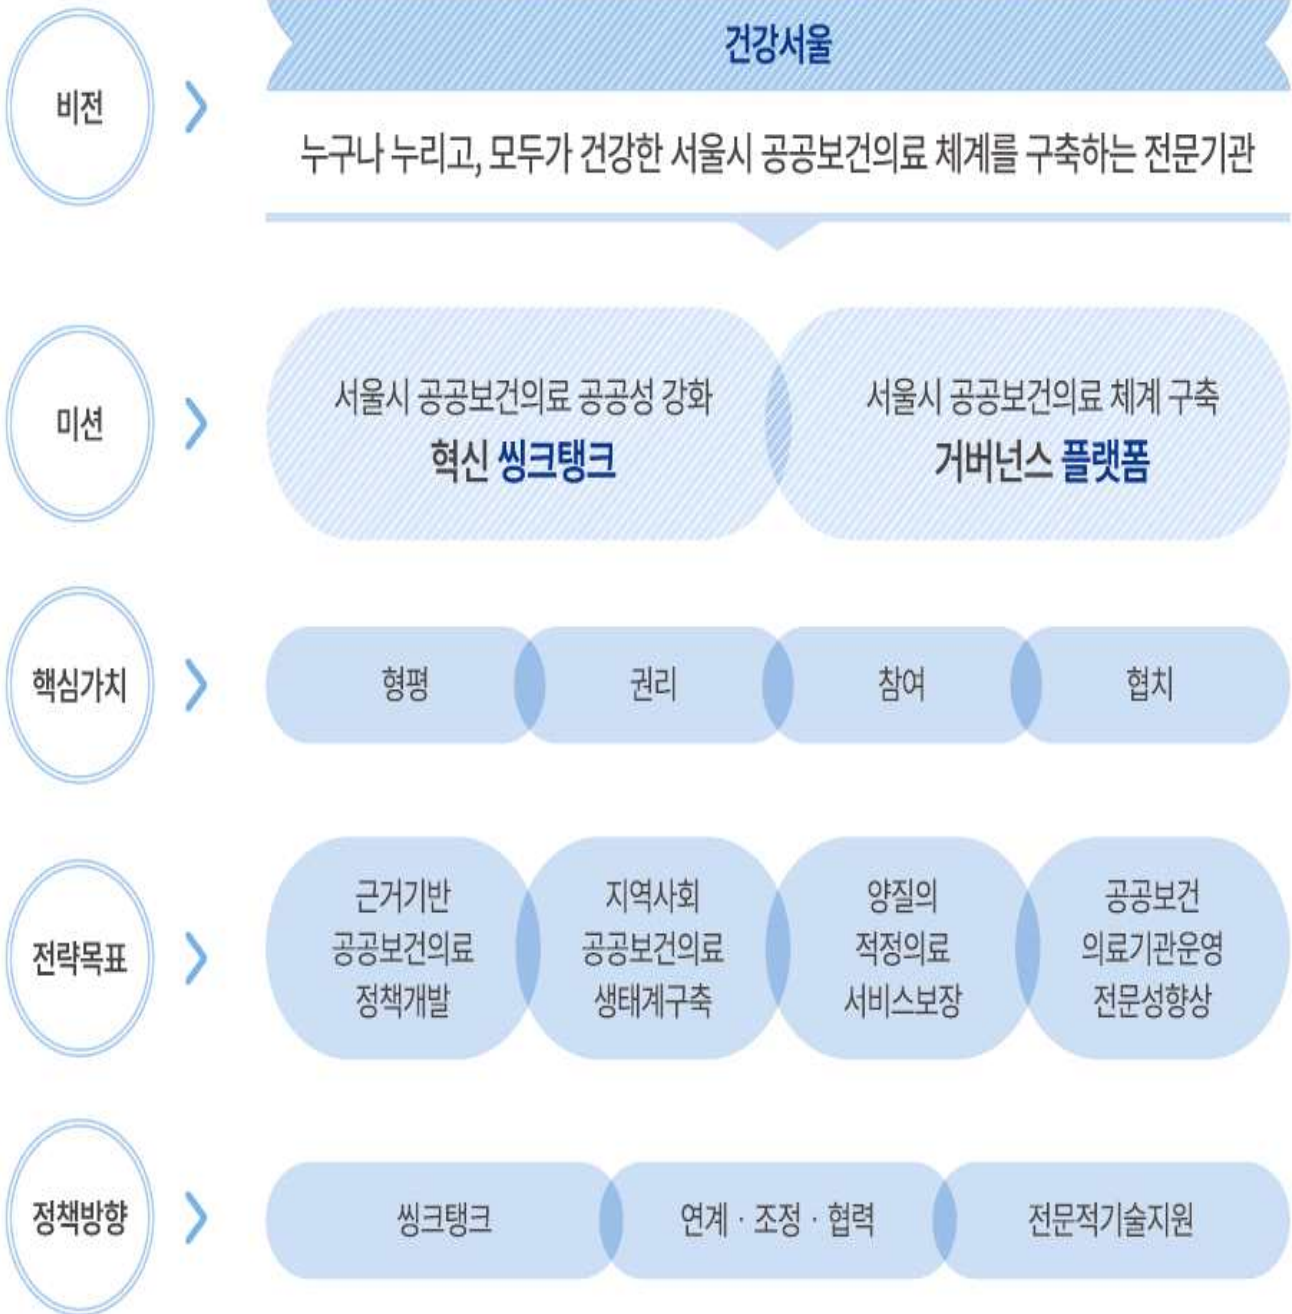 비전
건강서울
누구나 누리고, 모두가 건강한 서울시 공공보건의료 체계를 구축하는 전문기관
미션
서울시 공공보건의료 공공성 강화
혁신 씽크탱크
서울시 공공보건의료 체계 구축
거버넌스 플랫폼
핵심가치
형평
권리
참여
협치
전략목표
근거기반
공공보건의료
정책개발
지역사회
공공보건의료
생태계구축
양질의
적정의료
서비스보장
공공보건
의료기관운영
전문성향상
정책방향
씽크탱크
연계 · 조정 · 협력
전문적기술지원